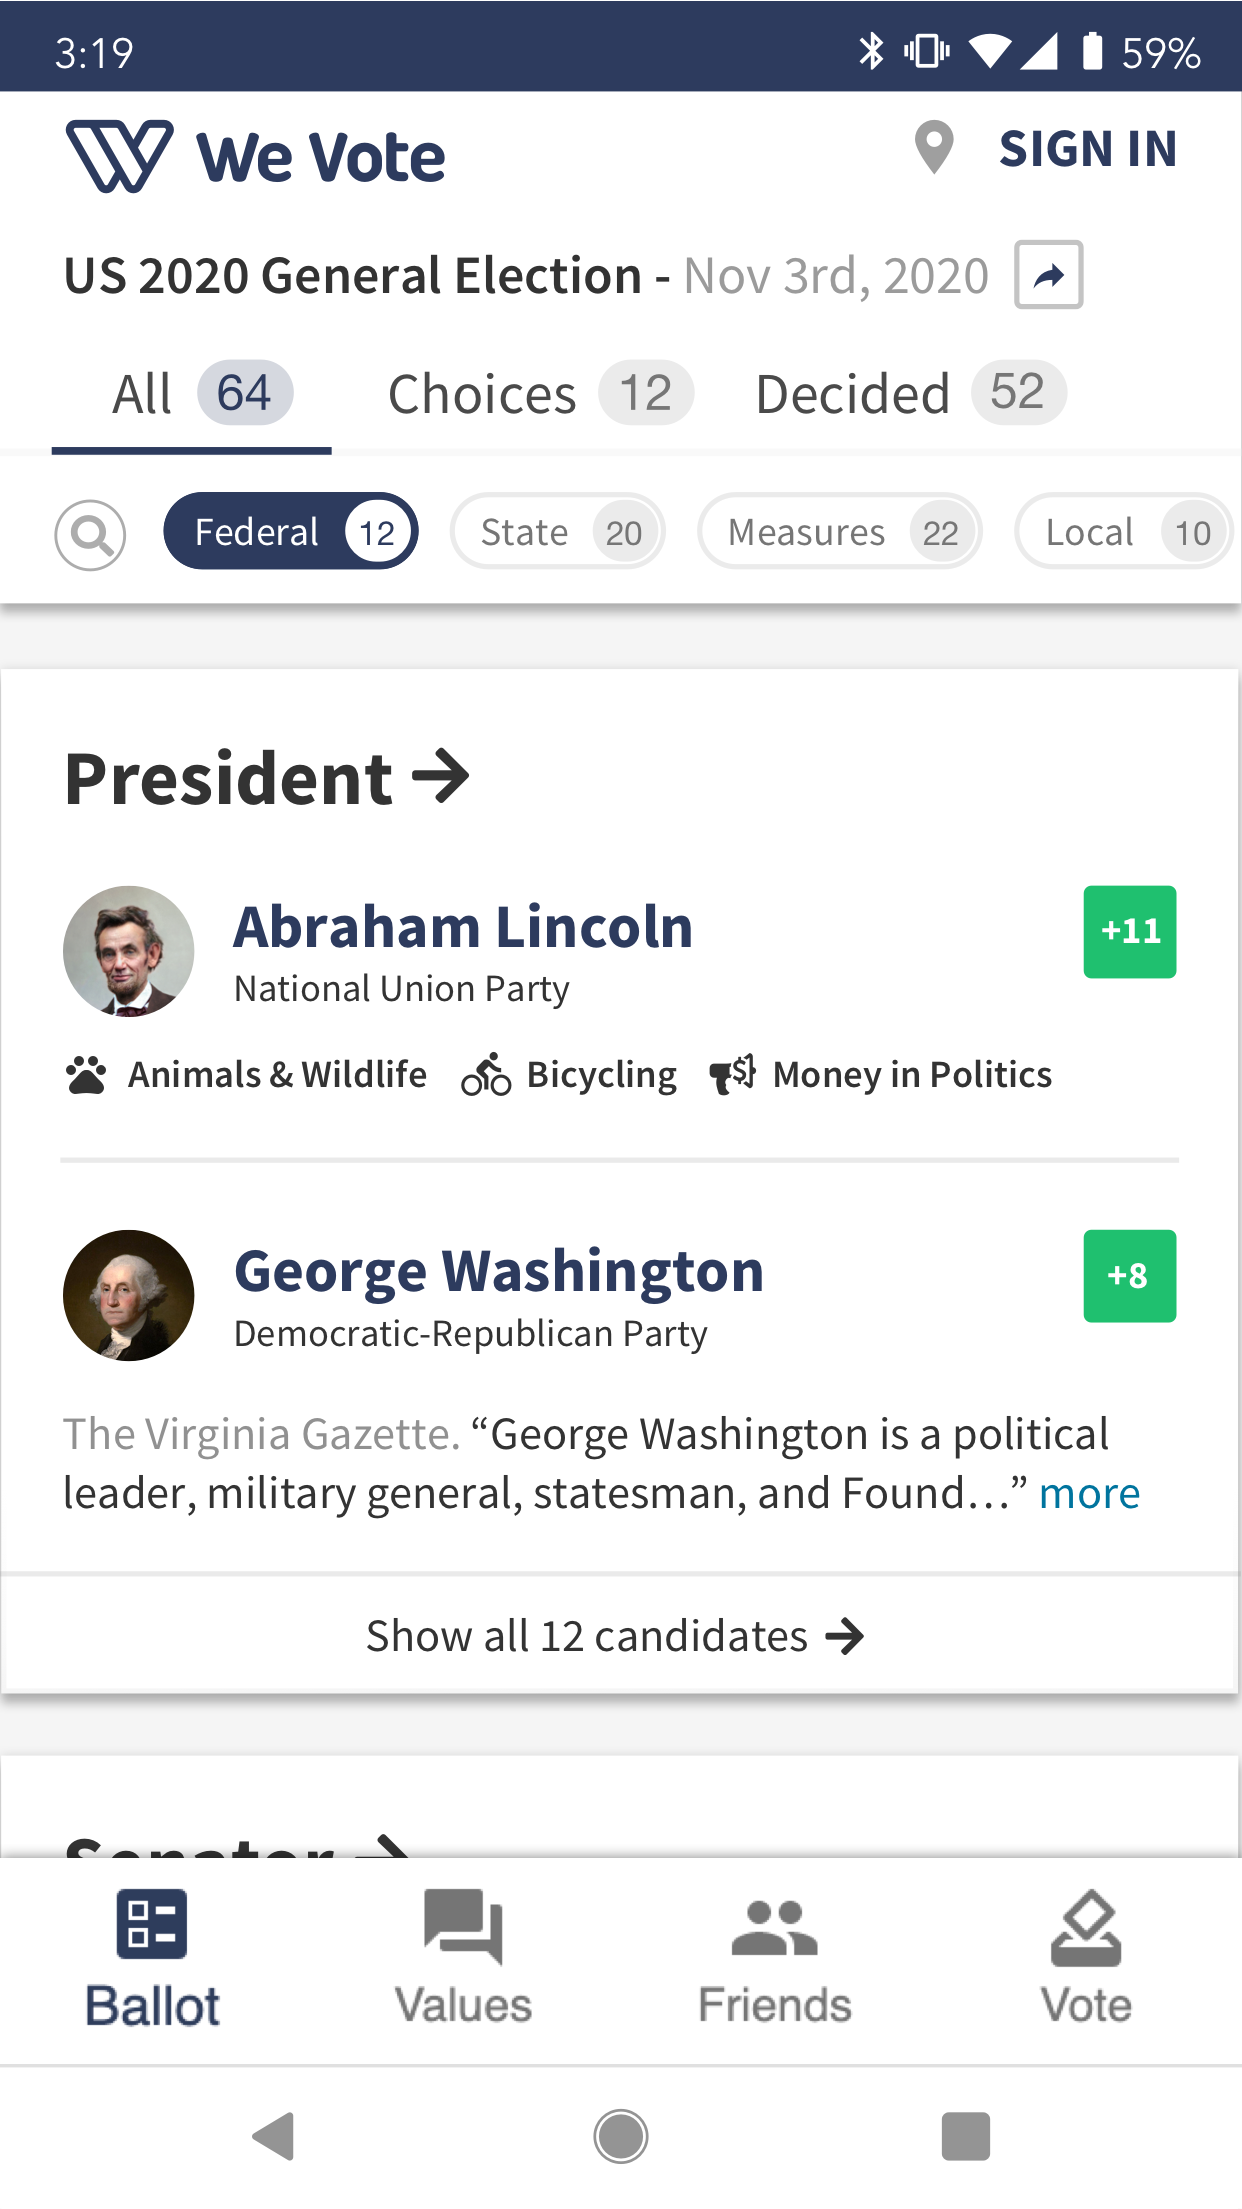 3:19 59%
We Vote SIGN IN
US 2020 General Election - Nov 3rd, 2020
All 64 Choices 12 Decided 52
Federal 12 State 20 Measures 22 Local 10
President
Abraham Lincoln +11
National Union Party
Animals & Wildlife Bicycling Money in Politics
George Washington +8
Democratic-Republican Party
The Virginia Gazette. “George Washington is a political
leader, military general, statesman, and Found…” more
Show all 12 candidates
Senator
Ballot Values Friends Vote